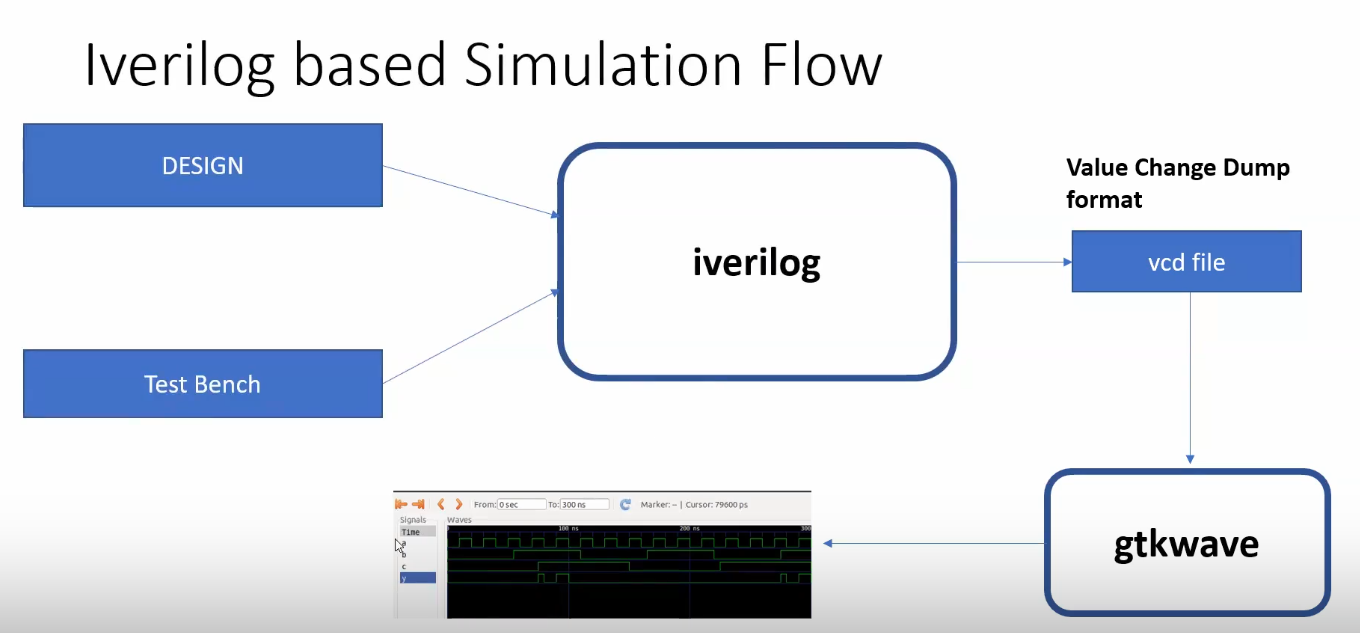 Iverilog based Simulation Flow
DESIGN
Test Bench
iverilog
Value Change Dump
format
vcd file
gtkwave
From: 0 sec To: 300 ns Marker: -- | Cursor: 79600 ps
Signals
Waves
Time
100 ns 200 ns 300
a
b
c
y